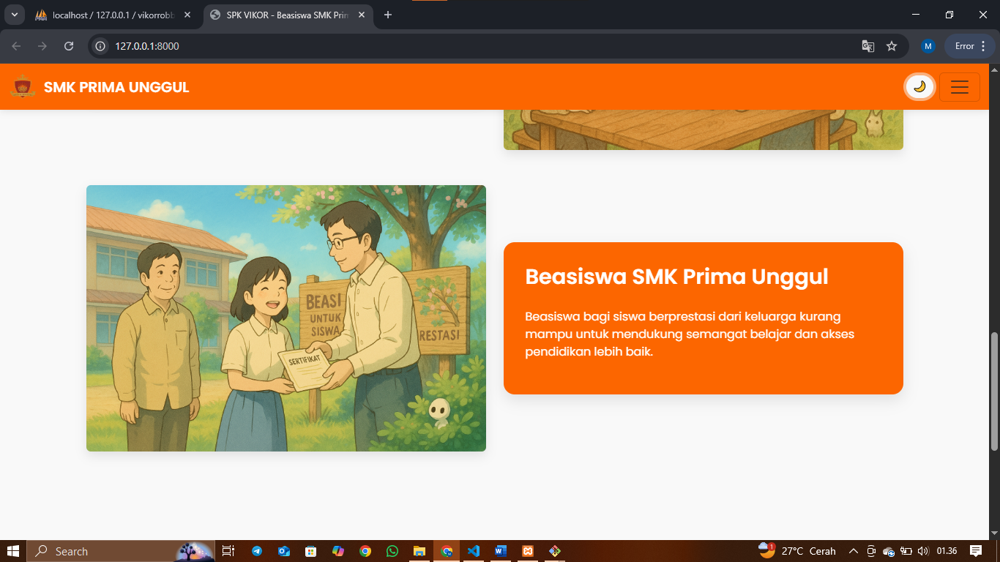 localhost / 127.0.0.1 / vikorrobb
SPK VIKOR - Beasiswa SMK Prim
127.0.0.1:8000
M
Error
SMK PRIMA UNGGUL
BEASI
UNTUK
SISWA
RESTASI
SERTIFIKAT
Beasiswa SMK Prima Unggul
Beasiswa bagi siswa berprestasi dari keluarga kurang
mampu untuk mendukung semangat belajar dan akses
pendidikan lebih baik.
Search
1
27°C Cerah
01.36